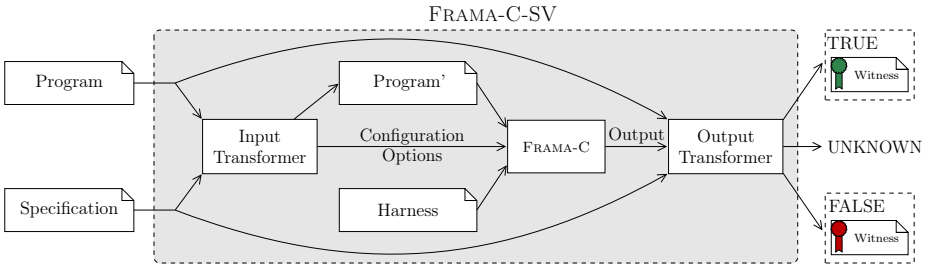 FRAMA-C-SV
Program
Specification
Input
Transformer
Program'
Configuration
Options
Harness
FRAMA-C
Output
Output
Transformer
TRUE
Witness
UNKNOWN
FALSE
Witness